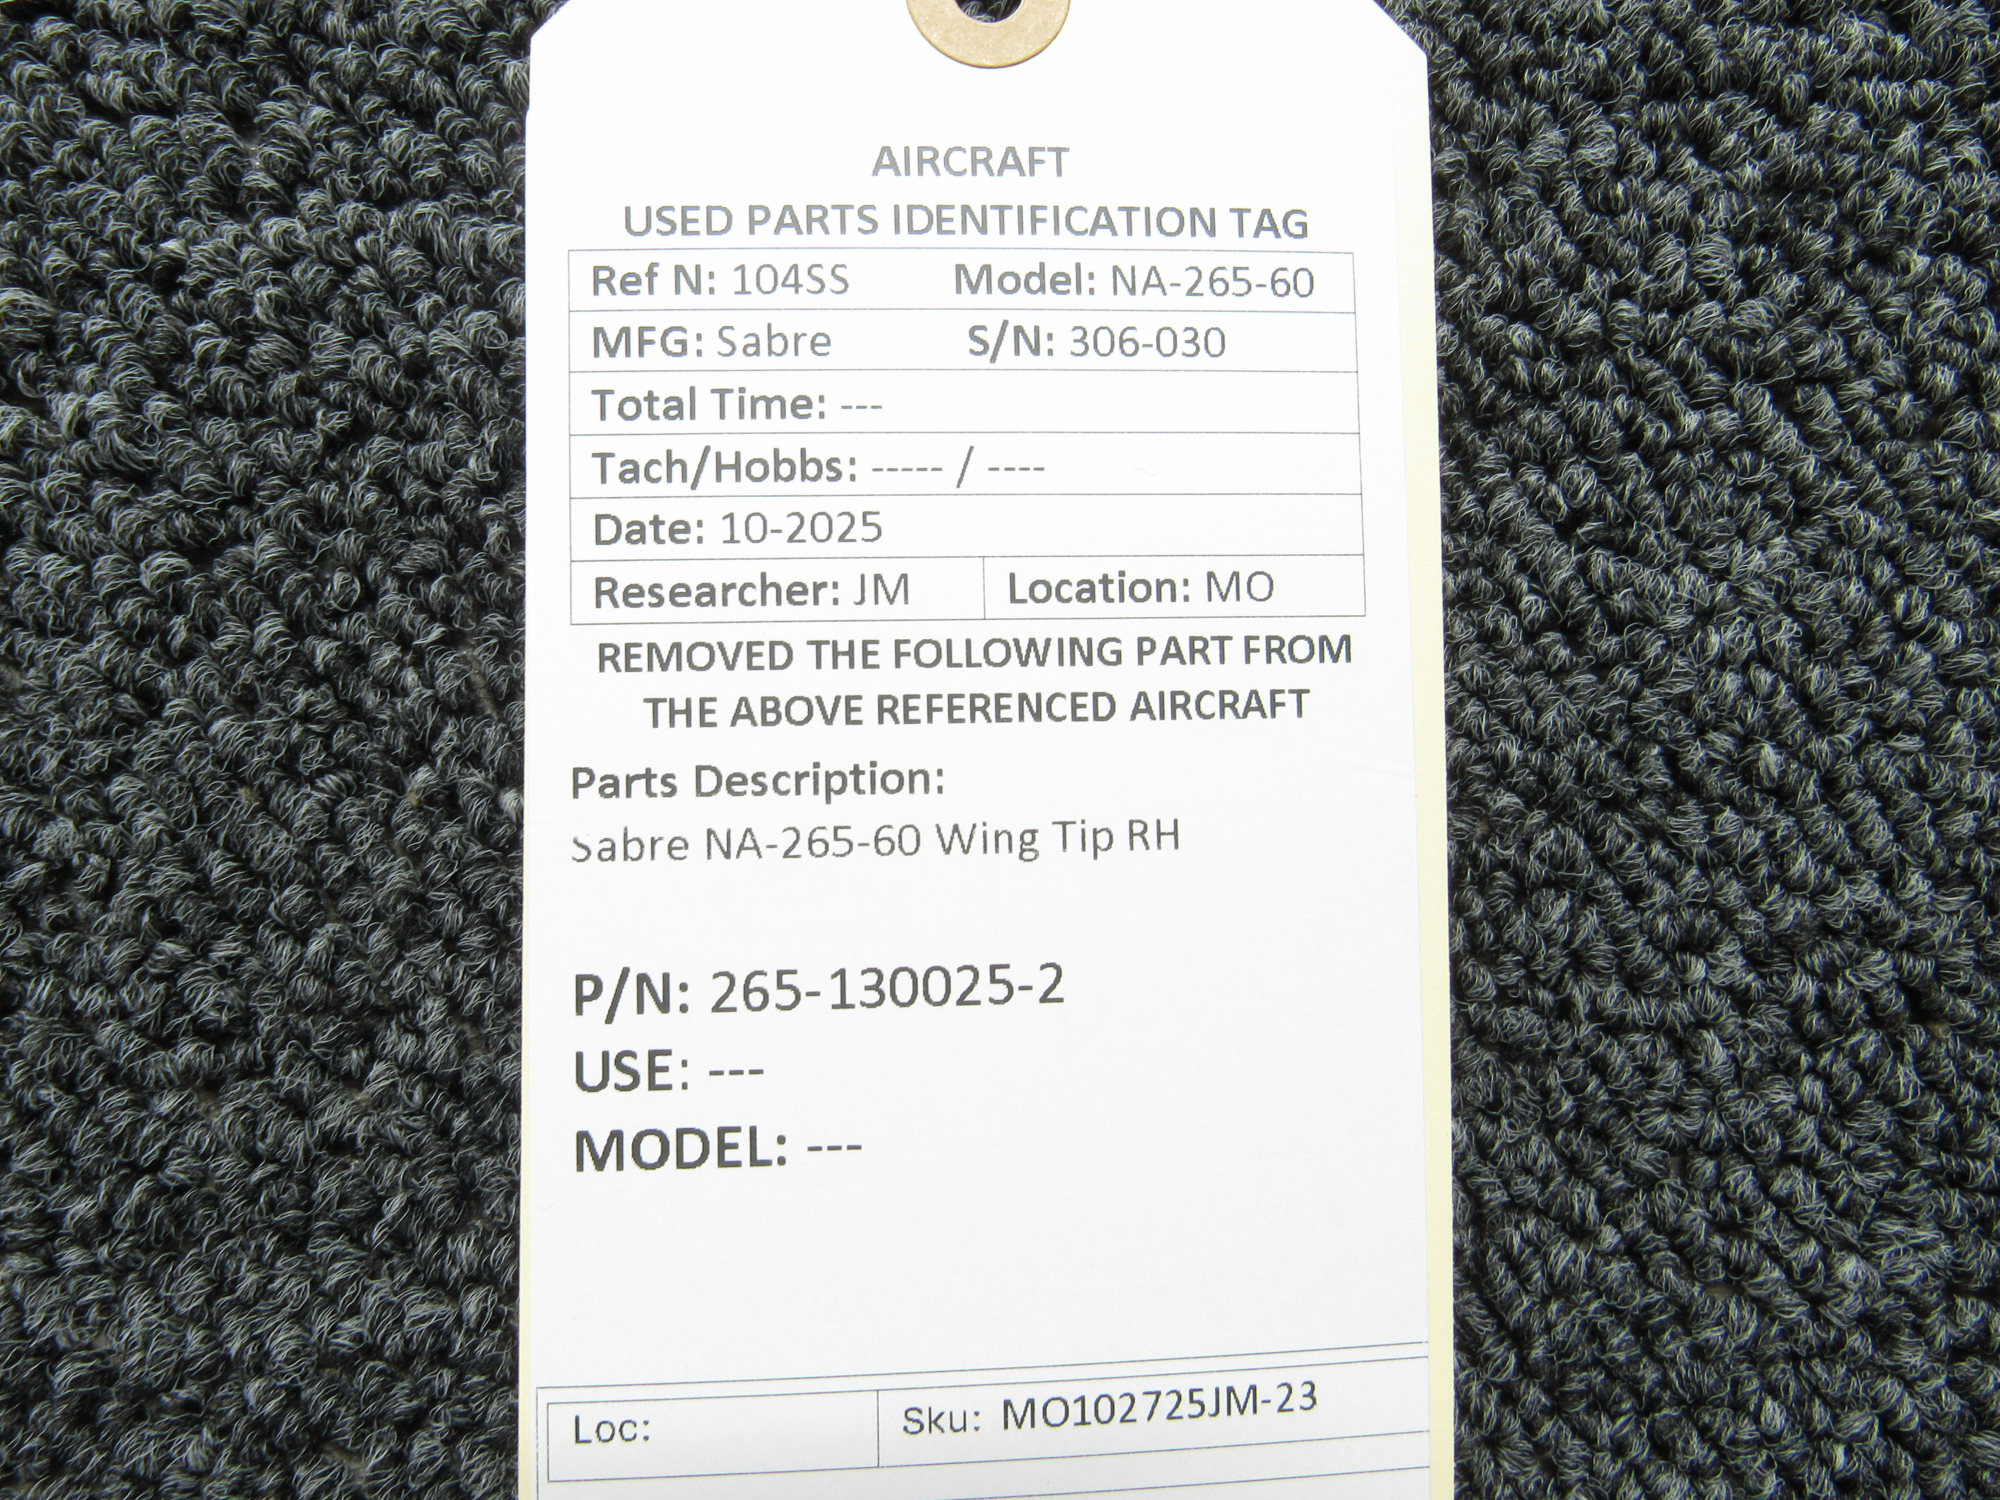 AIRCRAFT
USED PARTS IDENTIFICATION TAG
Ref N: 104SS Model: NA-265-60
MFG: Sabre S/N: 306-030
Total Time: ---
Tach/Hobbs: ----- / ----
Date: 10-2025
Researcher: JM Location: MO
REMOVED THE FOLLOWING PART FROM
THE ABOVE REFERENCED AIRCRAFT
Parts Description:
Sabre NA-265-60 Wing Tip RH
P/N: 265-130025-2
USE: ---
MODEL: ---
Loc: Sku: MO102725JM-23